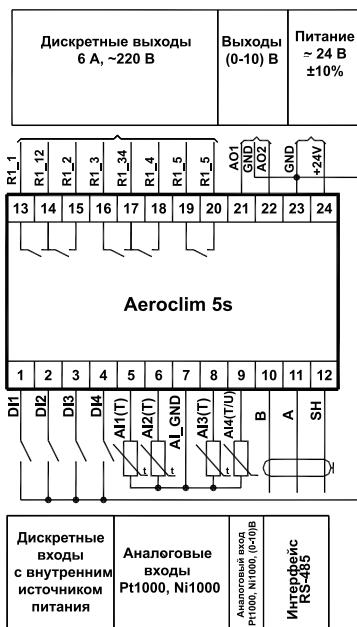 Дискретные выходы
6 А, ~220 В
Выходы
(0-10) В
Питание
~ 24 В
±10%
R1_1
R1_12
R1_2
R1_3
R1_34
R1_4
R1_5
R1_5
AO1
GND
AO2
GND
+24V
13 14 15 16 17 18 19 20 21 22 23 24
Aeroclim 5s
1 2 3 4 5 6 7 8 9 10 11 12
DI1
DI2
DI3
DI4
AI1(T)
AI2(T)
AI_GND
AI3(T)
AI4(T/U)
B
A
SH
t
t
t
t
Дискретные
входы
с внутренним
источником
питания
Аналоговые
входы
Pt1000, Ni1000
Аналоговый вход
Pt1000, Ni1000, (0-10)В
Интерфейс
RS-485